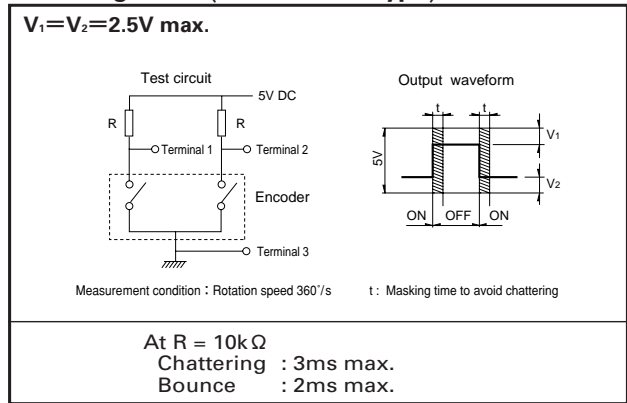 V1=V2=2.5V max.
Test circuit
Output waveform
5V DC
R
R
Terminal 1
Terminal 2
Encoder
Terminal 3
t
t
V1
5V
V2
ON
OFF
ON
Measurement condition : Rotation speed 360˚/s
t : Masking time to avoid chattering
At R = 10kΩ
Chattering : 3ms max.
Bounce : 2ms max.